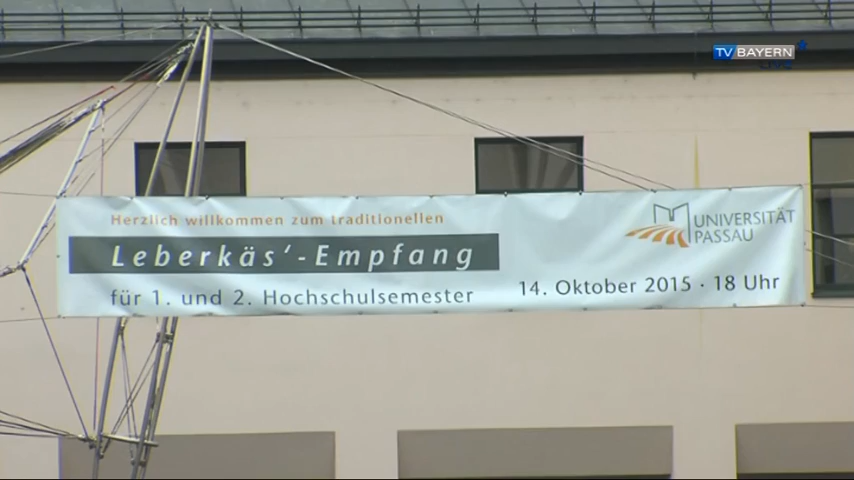 TV BAYERN
LIVE
Herzlich willkommen zum traditionellen
Leberkäs‘-Empfang
für 1. und 2. Hochschulsemester
14. Oktober 2015 · 18 Uhr
UNIVERSITÄT
PASSAU